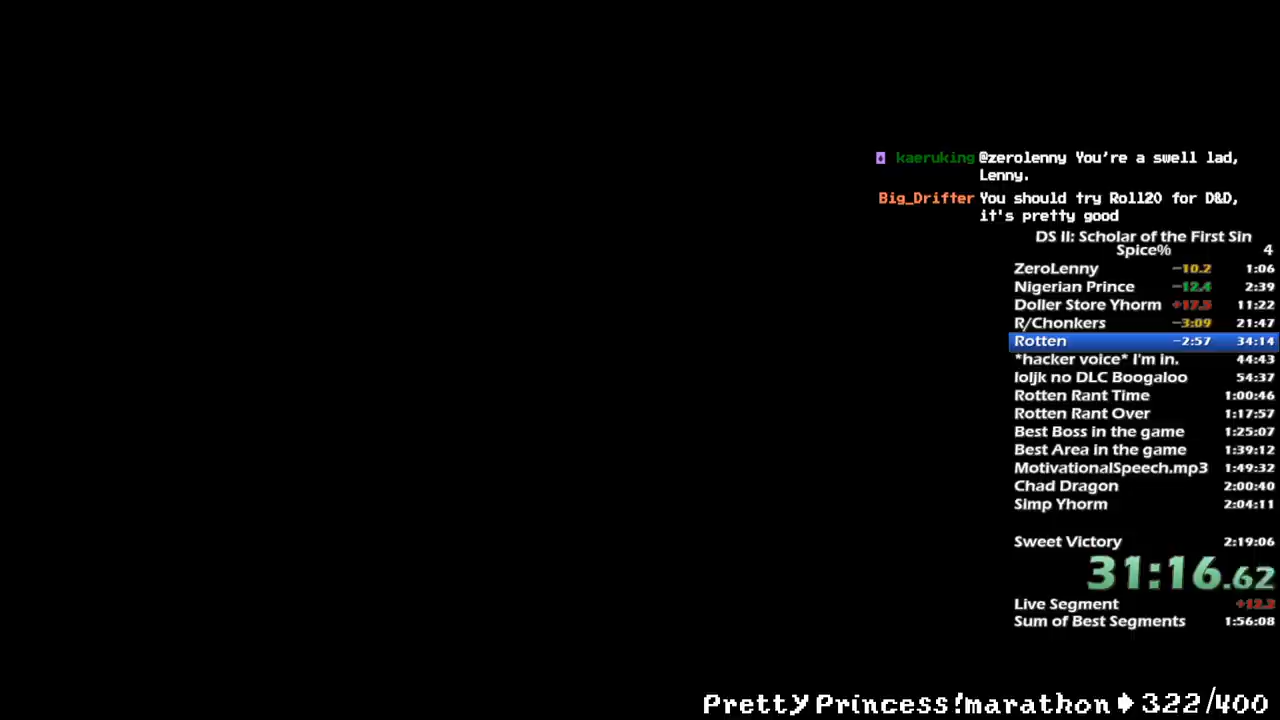 kaeruking @zerolenny You're a swell lad,
Lenny.
Big_Drifter You should try Roll20 for D&D,
it's pretty good
DS II: Scholar of the First Sin
Spice% 4
ZeroLenny -10.2 1:06
Nigerian Prince -12.4 2:39
Doller Store Yhorm +17.5 11:22
R/Chonkers -3:09 21:47
Rotten -2:57 34:14
*hacker voice* I'm in. 44:43
loljk no DLC Boogaloo 54:37
Rotten Rant Time 1:00:46
Rotten Rant Over 1:17:57
Best Boss in the game 1:25:07
Best Area in the game 1:39:12
MotivationalSpeech.mp3 1:49:32
Chad Dragon 2:00:40
Simp Yhorm 2:04:11
Sweet Victory 2:19:06
31:16.62
Live Segment +12.2
Sum of Best Segments 1:56:08
Pretty Princess !marathon → 322/400